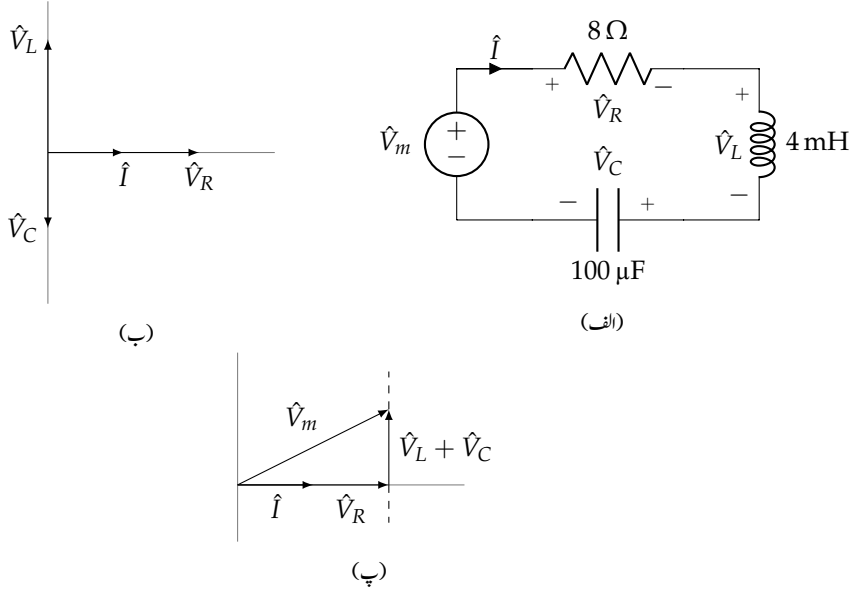 8 Ω
Î
+ −
V̂_R
V̂_m
+
−
+
V̂_L
4 mH
−
V̂_C
− +
100 µF
(الف)
V̂_L
Î V̂_R
V̂_C
(ب)
V̂_m
V̂_L + V̂_C
Î V̂_R
(پ)